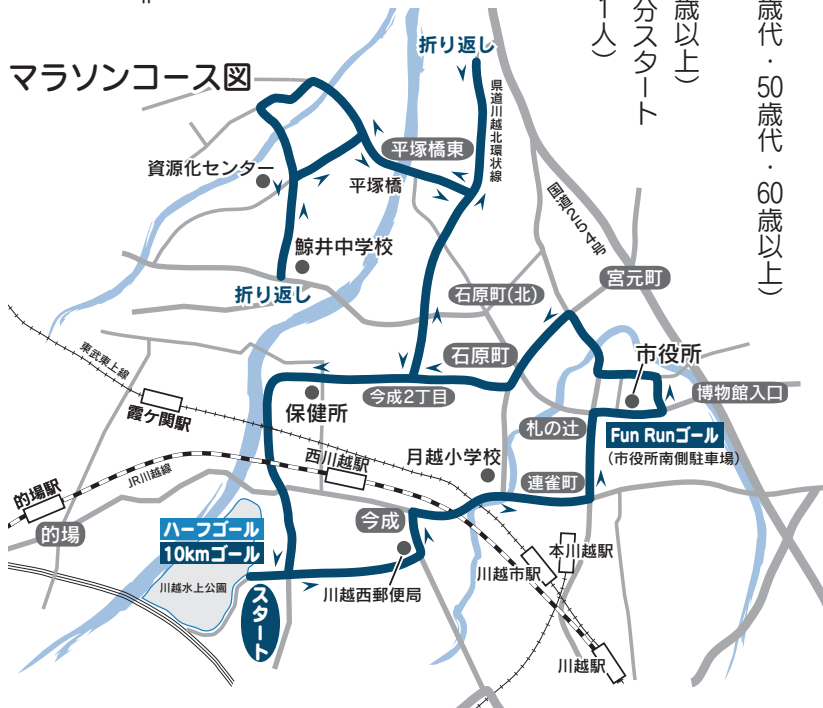 歳代・50歳代・60歳以上）
歳以上）
分スタート
1人）
マラソンコース図
折り返し
県道川越北環状線
平塚橋東
資源化センター
平塚橋
国道254号
鯨井中学校
宮元町
折り返し
石原町(北)
東武東上線
石原町
市役所
霞ケ関駅
保健所
今成2丁目
博物館入口
札の辻
Fun Runゴール
（市役所南側駐車場）
西川越駅
月越小学校
JR川越線
的場駅
連雀町
的場
ハーフゴール
10kmゴール
今成
本川越駅
川越市駅
川越水上公園
スタート
川越西郵便局
川越駅